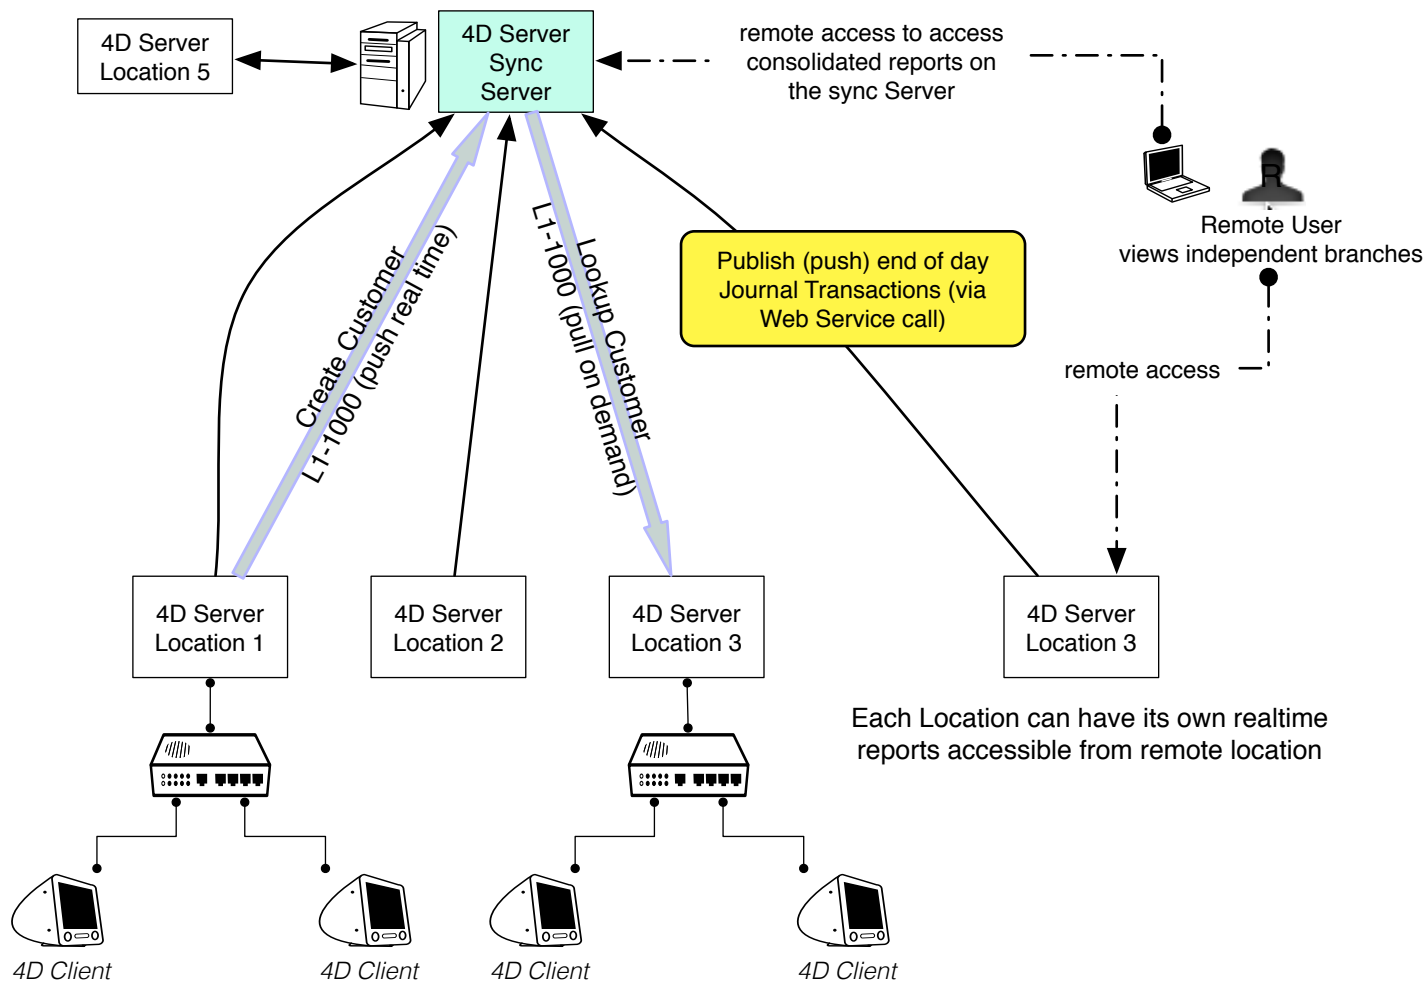 4D Server
Location 5
4D Server
Sync
Server
remote access to access
consolidated reports on
the sync Server
R
Remote User
views independent branches
Create Customer
L1-1000 (push real time)
Lookup Customer
L1-1000 (pull on demand)
Publish (push) end of day
Journal Transactions (via
Web Service call)
remote access
4D Server
Location 1
4D Server
Location 2
4D Server
Location 3
4D Server
Location 3
Each Location can have its own realtime
reports accessible from remote location
4D Client
4D Client
4D Client
4D Client